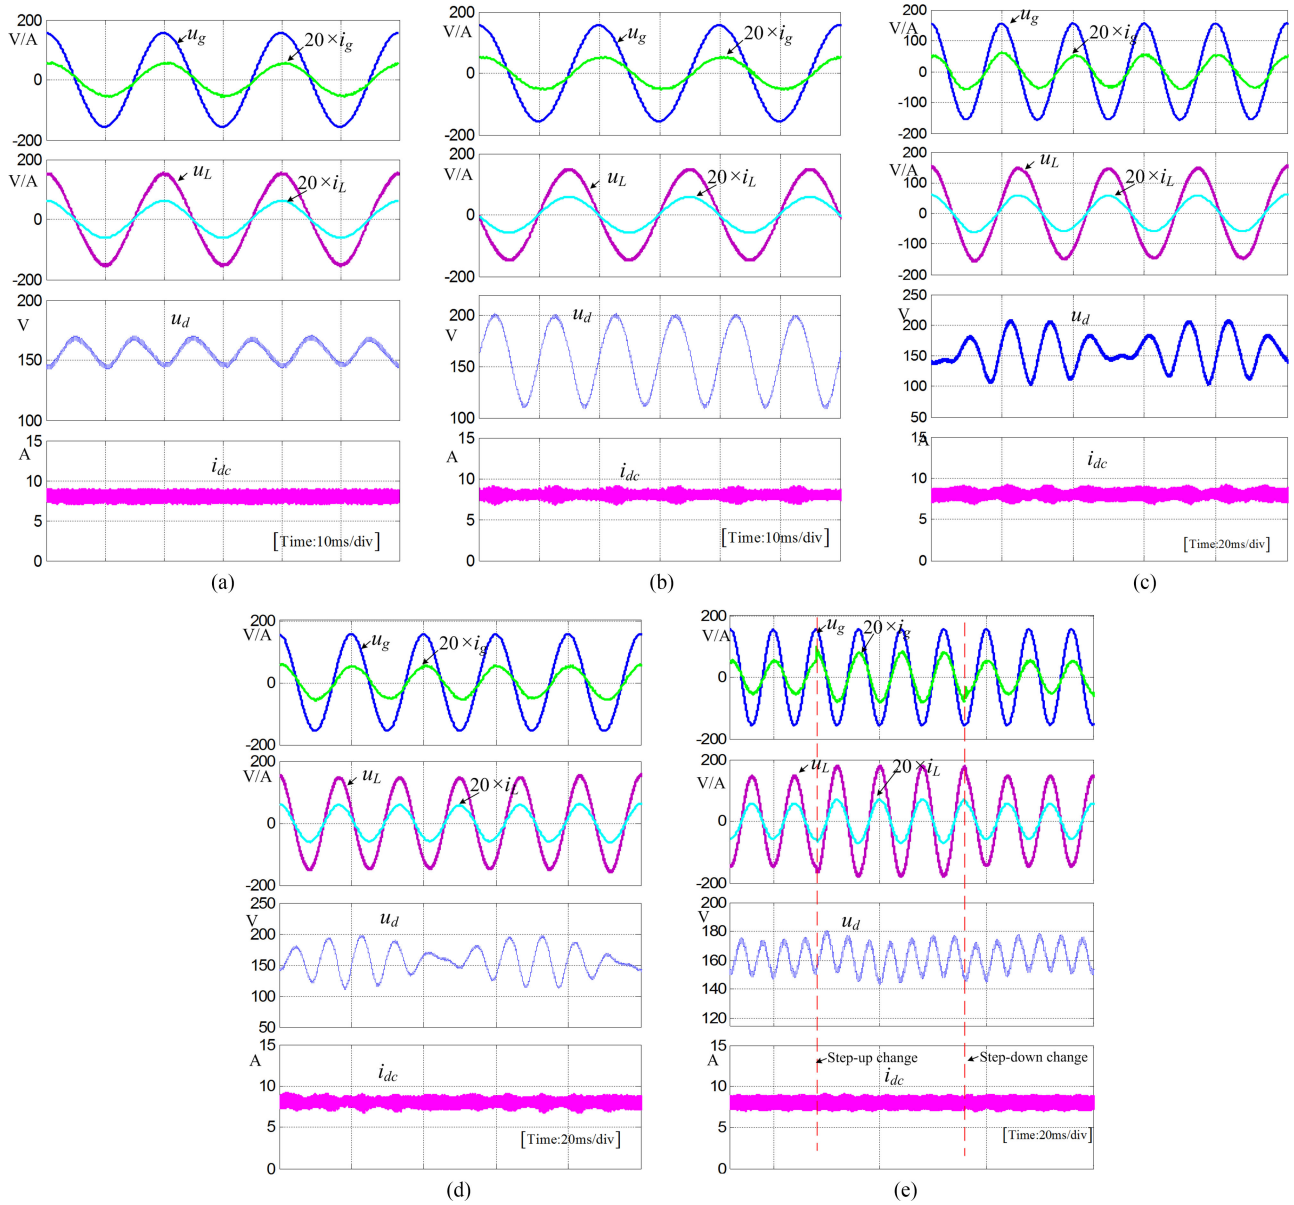 200
V/A
0
-200
u_g
20×i_g
200
V/A
0
-200
u_L
20×i_L
200
V
150
100
u_d
15
A
10
5
0
i_dc
[Time:10ms/div]
(a)
200
V/A
0
-200
u_g
20×i_g
200
V/A
0
-200
u_L
20×i_L
200
V
150
100
u_d
15
A
10
5
0
i_dc
[Time:10ms/div]
(b)
200
V/A
100
0
-100
-200
u_g
20×i_g
200
V/A
100
0
-100
-200
u_L
20×i_L
250
V
200
150
100
50
u_d
15
A
10
5
0
i_dc
[Time:20ms/div]
(c)
200
V/A
0
-200
u_g
20×i_g
200
V/A
0
-200
u_L
20×i_L
250
V
200
150
100
50
u_d
15
A
10
5
0
i_dc
[Time:20ms/div]
(d)
200
V/A
0
-200
u_g
20×i_g
200
V/A
0
-200
u_L
20×i_L
200
V
180
160
140
120
u_d
15
A
10
5
0
Step-up change
Step-down change
i_dc
[Time:20ms/div]
(e)